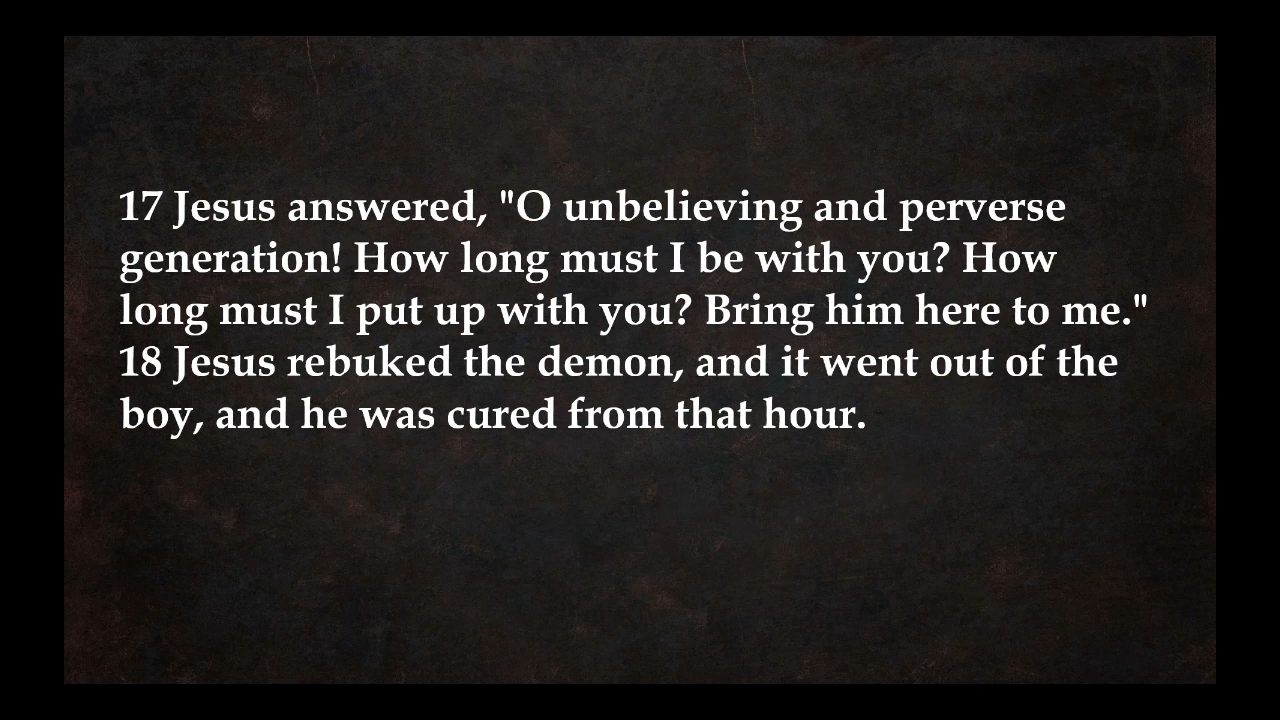 17 Jesus answered, "O unbelieving and perverse
generation! How long must I be with you? How
long must I put up with you? Bring him here to me."
18 Jesus rebuked the demon, and it went out of the
boy, and he was cured from that hour.